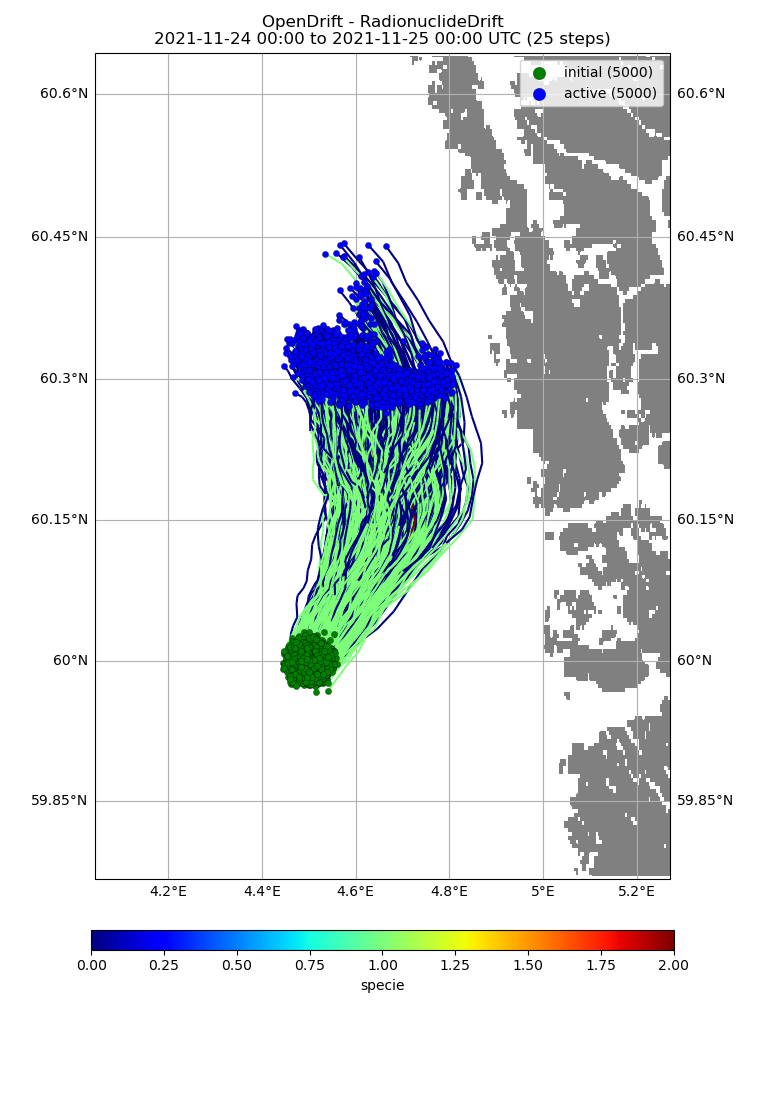 OpenDrift - RadionuclideDrift
2021-11-24 00:00 to 2021-11-25 00:00 UTC (25 steps)
initial (5000)
active (5000)
60.6°N 60.6°N
60.45°N 60.45°N
60.3°N 60.3°N
60.15°N 60.15°N
60°N 60°N
59.85°N 59.85°N
4.2°E 4.4°E 4.6°E 4.8°E 5°E 5.2°E
0.00 0.25 0.50 0.75 1.00 1.25 1.50 1.75 2.00
specie